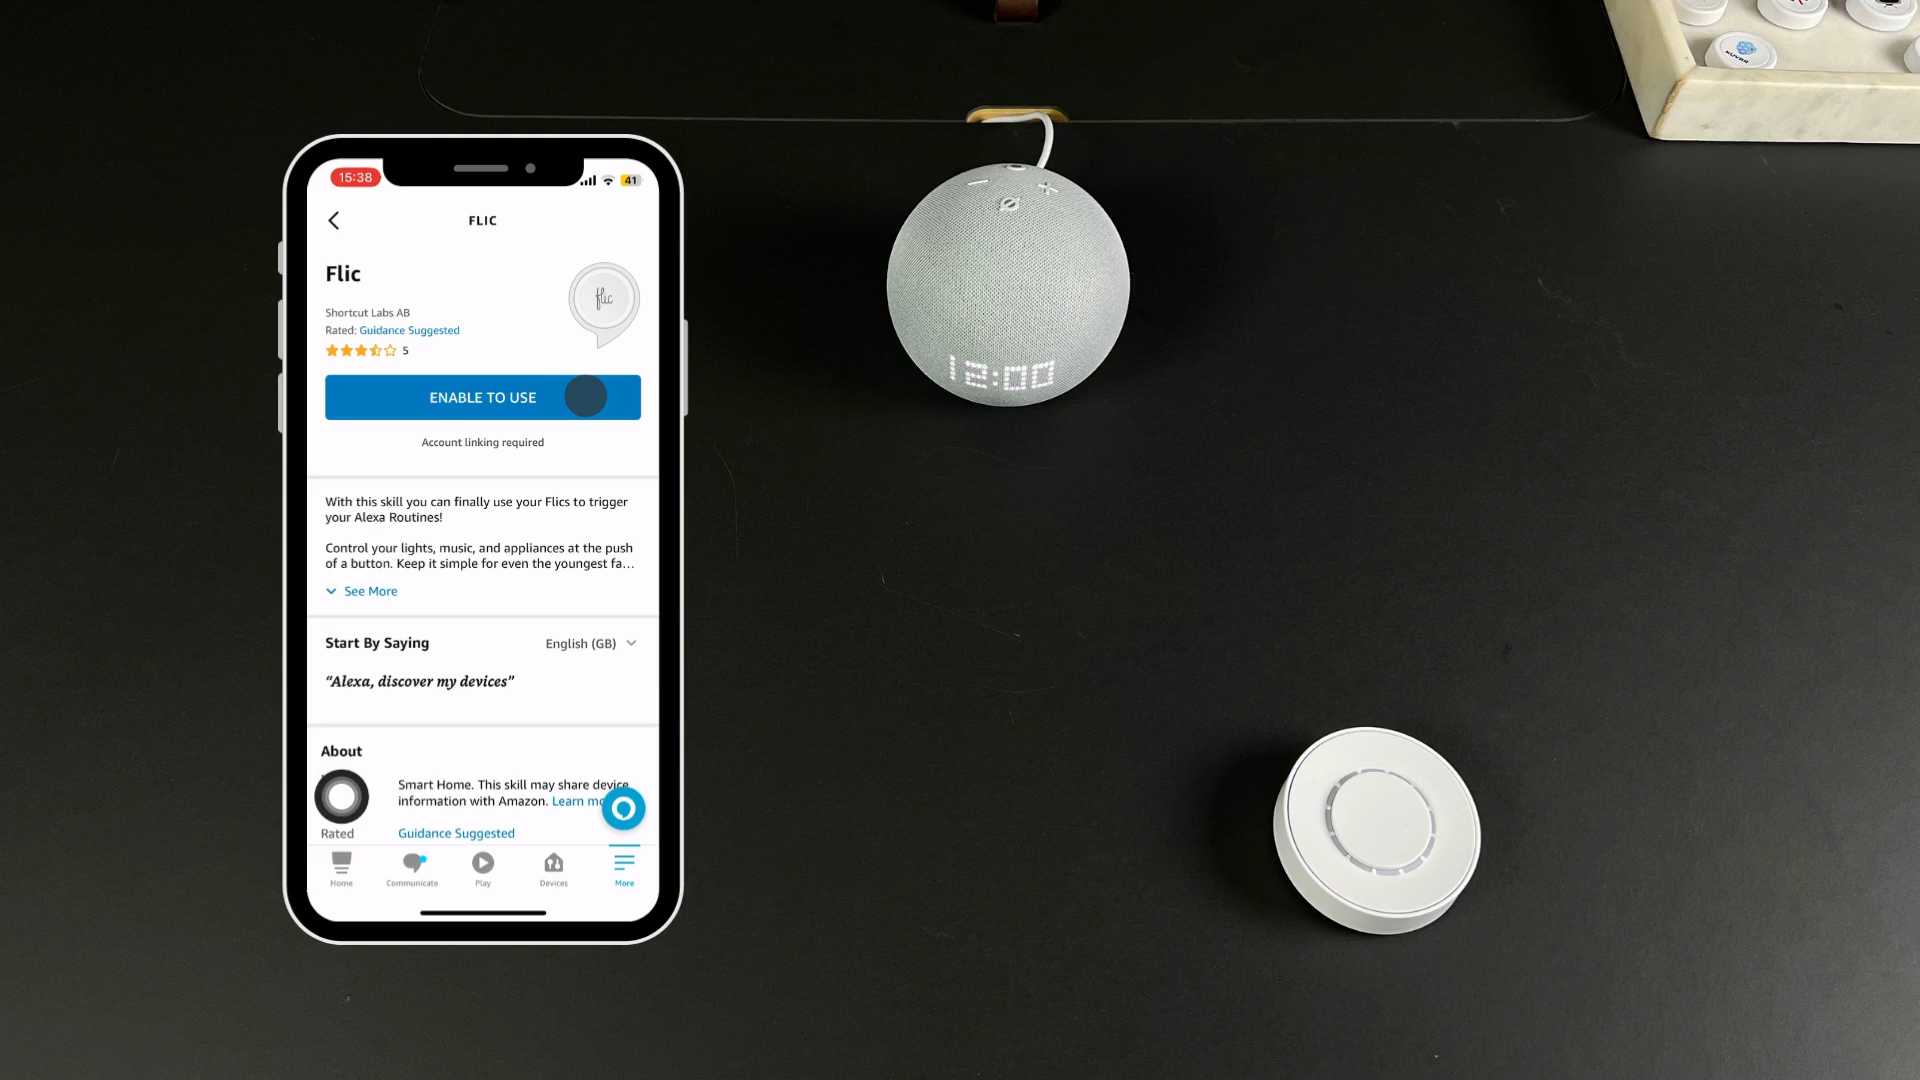 15:38
41
FLIC
Flic
flic
Shortcut Labs AB
Rated: Guidance Suggested
5
ENABLE TO USE
Account linking required
With this skill you can finally use your Flics to trigger
your Alexa Routines!
Control your lights, music, and appliances at the push
of a button. Keep it simple for even the youngest fa...
See More
Start By Saying
English (GB)
“Alexa, discover my devices”
About
Smart Home. This skill may share device
information with Amazon. Learn mo
Rated
Guidance Suggested
Home
Communicate
Play
Devices
More
12:00